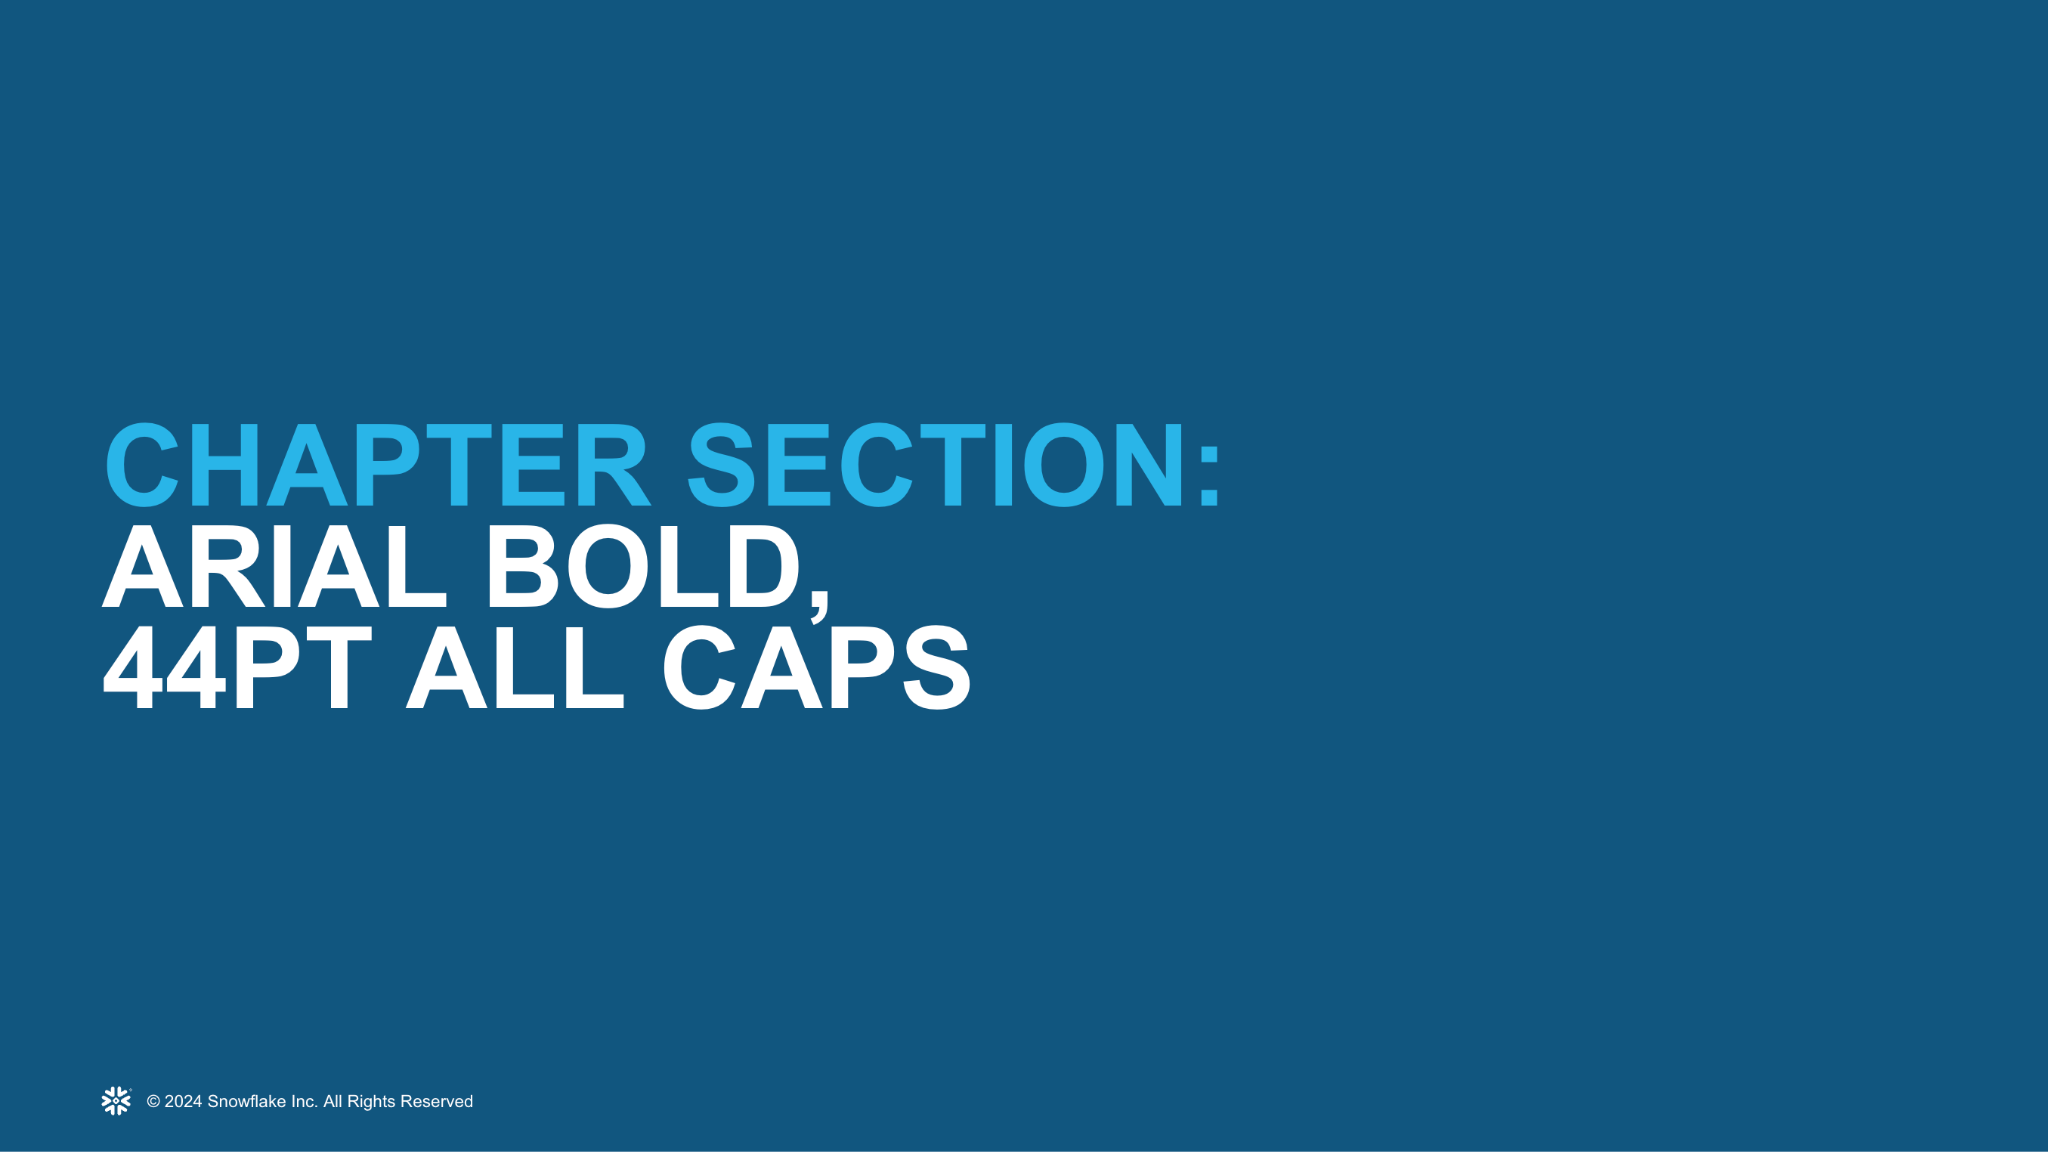 CHAPTER SECTION:
ARIAL BOLD,
44PT ALL CAPS
© 2024 Snowflake Inc. All Rights Reserved